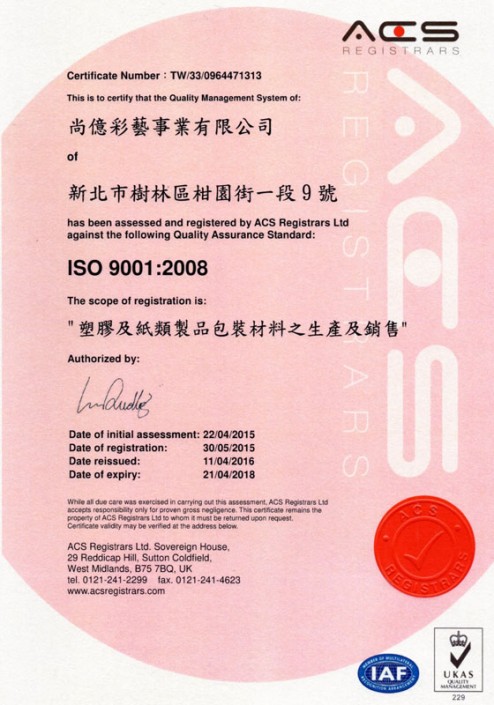 ACS
REGISTRARS
Certificate Number : TW/33/0964471313
This is to certify that the Quality Management System of:
尚億彩藝事業有限公司
of
新北市樹林區柑園街一段9號
has been assessed and registered by ACS Registrars Ltd
against the following Quality Assurance Standard:
ISO 9001:2008
The scope of registration is:
"塑膠及紙類製品包裝材料之生產及銷售"
Authorized by:
Date of initial assessment: 22/04/2015
Date of registration: 30/05/2015
Date reissued: 11/04/2016
Date of expiry: 21/04/2018
While all due care was exercised in carrying out this assessment, ACS Registrars Ltd
accepts responsibility only for proven gross negligence. This certificate remains the
property of ACS Registrars Ltd to whom it must be returned upon request.
Certificate validity may be verified at the address below.
ACS Registrars Ltd. Sovereign House,
29 Reddicap Hill, Sutton Coldfield,
West Midlands, B75 7BQ, UK
tel. 0121-241-2299 fax. 0121-241-4623
www.acsregistrars.com
ACS
REGISTRARS
ACS
REGISTRARS
MEMBER OF MULTILATERAL
RECOGNITION ARRANGEMENT
IAF
UKAS
QUALITY
MANAGEMENT
229